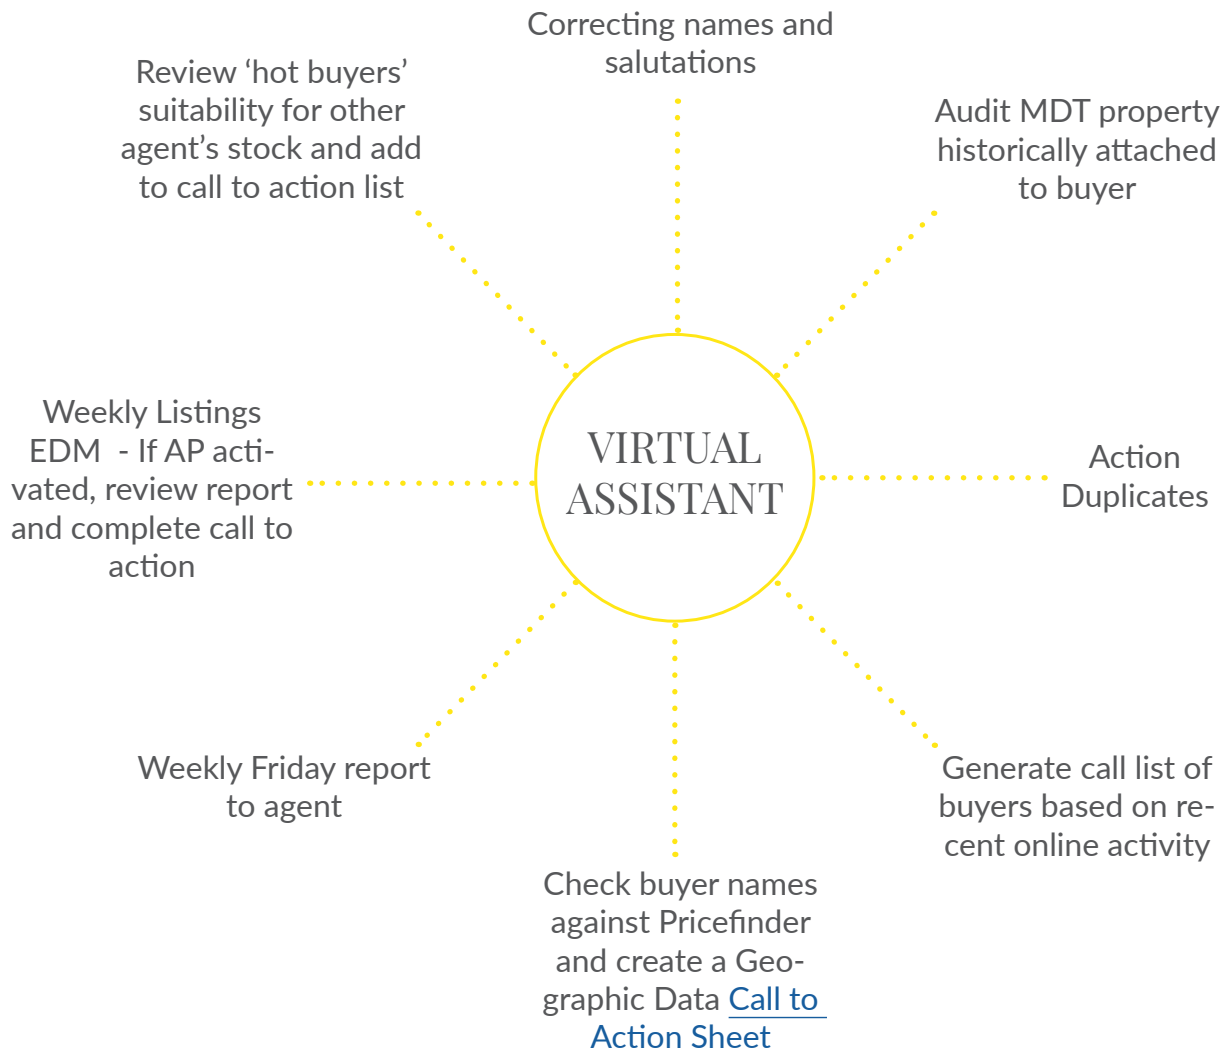 Correcting names and
salutations
Review ‘hot buyers’
suitability for other
agent’s stock and add
to call to action list
Audit MDT property
historically attached
to buyer
Weekly Listings
EDM  - If AP acti-
vated, review report
and complete call to
action
VIRTUAL
ASSISTANT
Action
Duplicates
Weekly Friday report
to agent
Generate call list of
buyers based on re-
cent online activity
Check buyer names
against Pricefinder
and create a Geo-
graphic Data Call to
Action Sheet